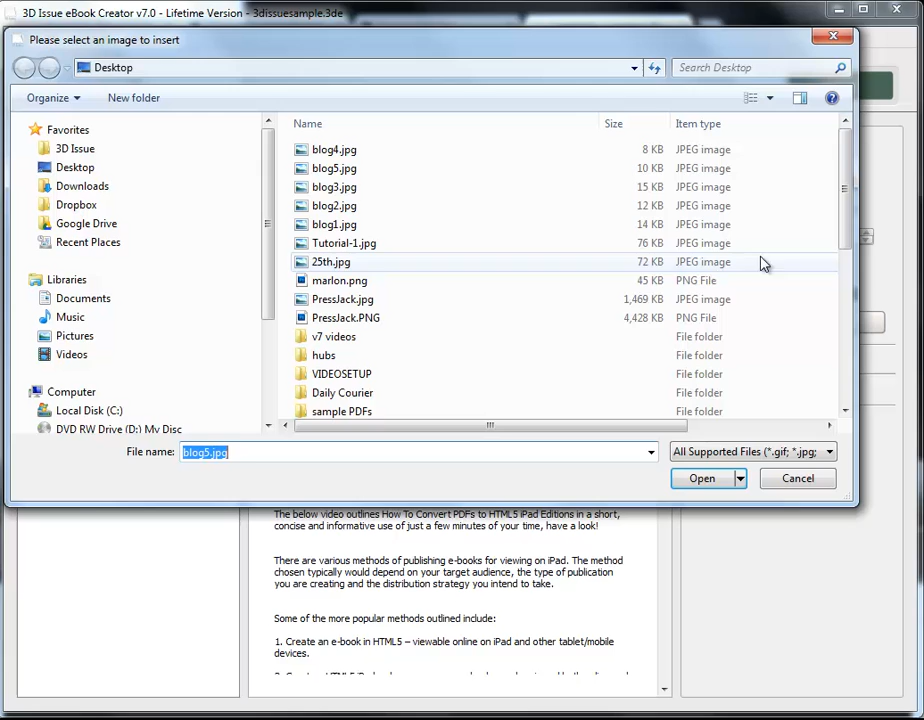 3D Issue eBook Creator v7.0 - Lifetime Version - 3dissuesample.3de
Please select an image to insert
Desktop
Search Desktop
Organize
New folder
Name Size Item type
Favorites
3D Issue
Desktop
Downloads
Dropbox
Google Drive
Recent Places
Libraries
Documents
Music
Pictures
Videos
Computer
Local Disk (C:)
DVD RW Drive (D:) My Disc
blog4.jpg 8 KB JPEG image
blog5.jpg 10 KB JPEG image
blog3.jpg 15 KB JPEG image
blog2.jpg 12 KB JPEG image
blog1.jpg 14 KB JPEG image
Tutorial-1.jpg 76 KB JPEG image
25th.jpg 72 KB JPEG image
marlon.png 45 KB PNG File
PressJack.jpg 1,469 KB JPEG image
PressJack.PNG 4,428 KB PNG File
v7 videos File folder
hubs File folder
VIDEOSETUP File folder
Daily Courier File folder
sample PDFs File folder
File name: blog5.jpg
All Supported Files (*.gif; *.jpg;
Open
Cancel
The below video outlines How To Convert PDFs to HTML5 iPad Editions in a short,
concise and informative use of just a few minutes of your time, have a look!
There are various methods of publishing e-books for viewing on iPad. The method
chosen typically would depend on your target audience, the type of publication
you are creating and the distribution strategy you intend to take.
Some of the more popular methods outlined include:
1. Create an e-book in HTML5 – viewable online on iPad and other tablet/mobile
devices.